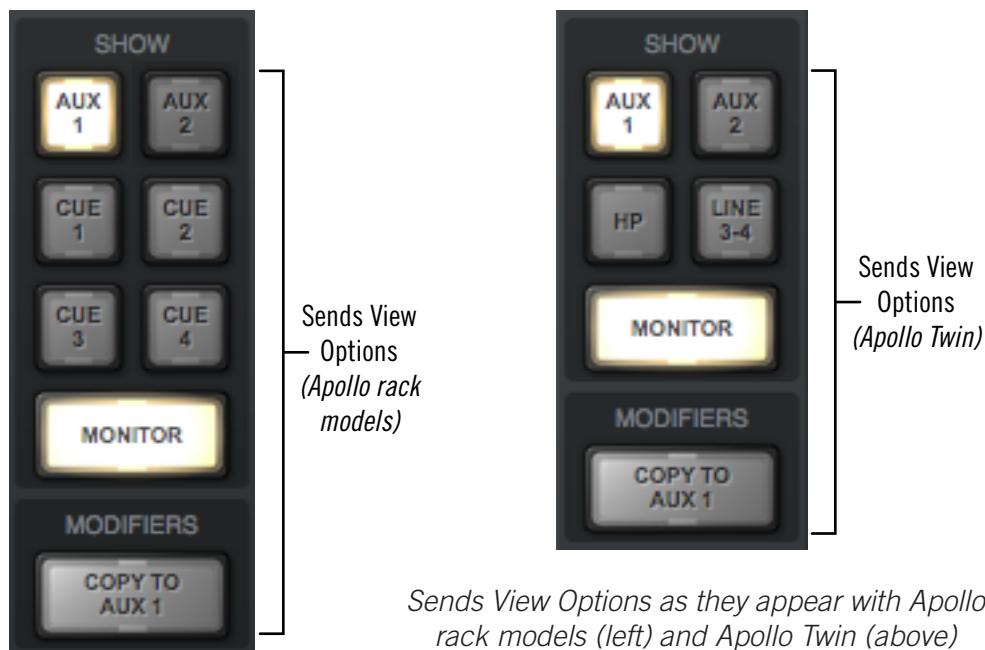 SHOW
AUX
1
AUX
2
CUE
1
CUE
2
CUE
3
CUE
4
MONITOR
MODIFIERS
COPY TO
AUX 1
Sends View
Options
(Apollo rack
models)
SHOW
AUX
1
AUX
2
HP
LINE
3-4
MONITOR
MODIFIERS
COPY TO
AUX 1
Sends View
Options
(Apollo Twin)
Sends View Options as they appear with Apollo
rack models (left) and Apollo Twin (above)